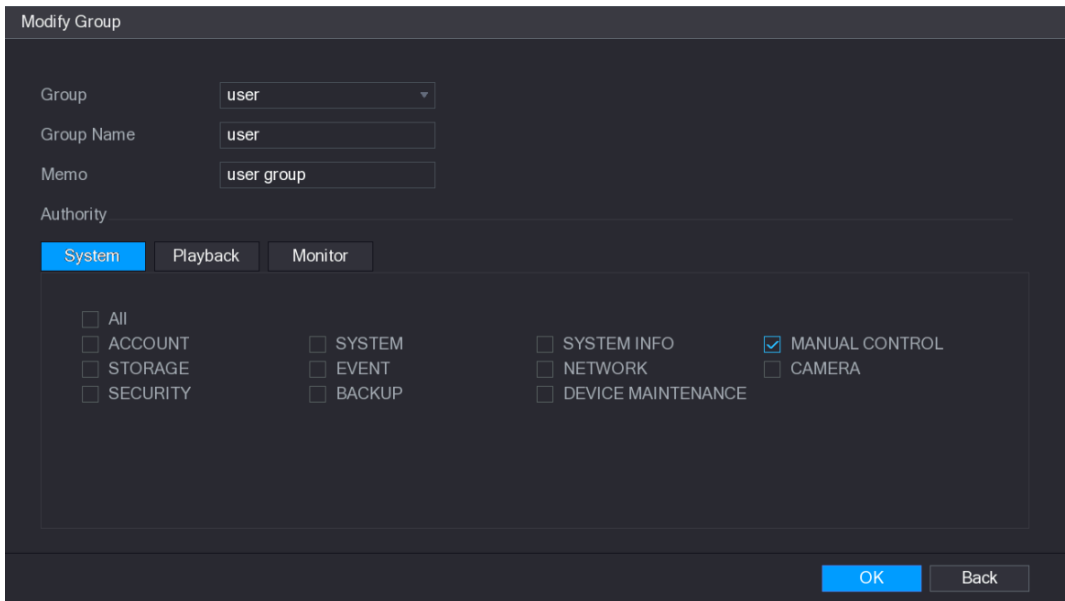 Modify Group
Group user
Group Name user
Memo user group
Authority
System Playback Monitor
All
ACCOUNT SYSTEM SYSTEM INFO MANUAL CONTROL
STORAGE EVENT NETWORK CAMERA
SECURITY BACKUP DEVICE MAINTENANCE
OK Back